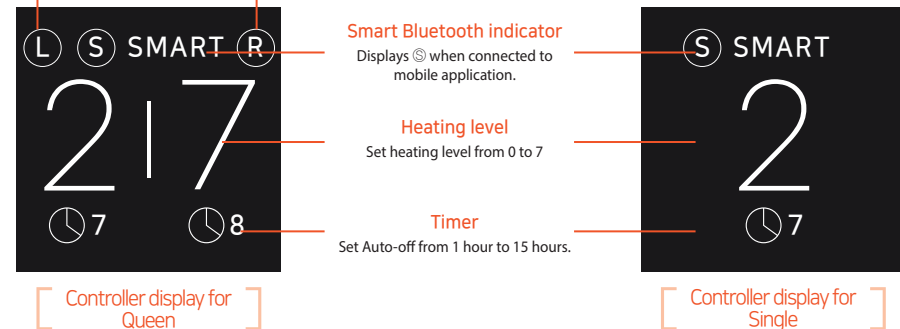 L S SMART R
2 7
7 8
Smart Bluetooth indicator
Displays Ⓢ when connected to
mobile application.
Heating level
Set heating level from 0 to 7
Timer
Set Auto-off from 1 hour to 15 hours.
S SMART
2
7
Controller display for
Queen
Controller display for
Single